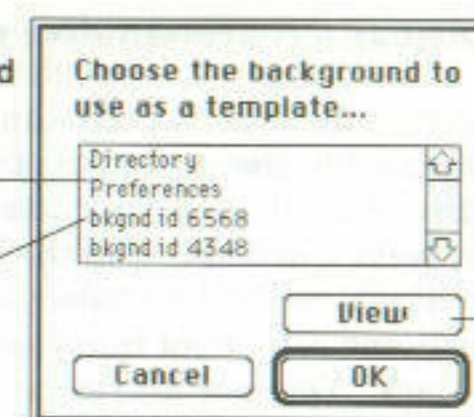 d
Choose the background to
use as a template...
Directory
Preferences
bkgnd id 6568
bkgnd id 4348
View
Cancel
OK